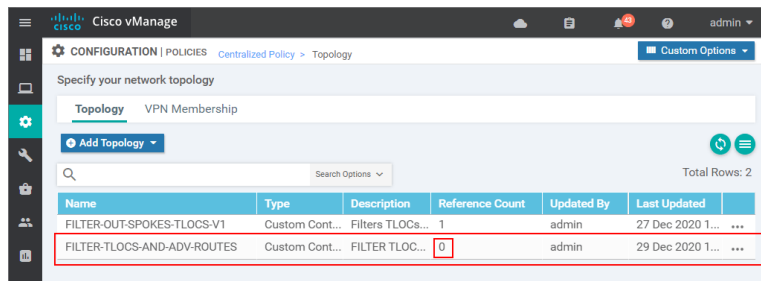 cisco Cisco vManage 43 admin
CONFIGURATION | POLICIES Centralized Policy > Topology Custom Options
Specify your network topology
Topology VPN Membership
Add Topology
Search Options Total Rows: 2
Name Type Description Reference Count Updated By Last Updated
FILTER-OUT-SPOKES-TLOCS-V1 Custom Cont... Filters TLOCs... 1 admin 27 Dec 2020 1... ...
FILTER-TLOCS-AND-ADV-ROUTES Custom Cont... FILTER TLOC... 0 admin 29 Dec 2020 1... ...